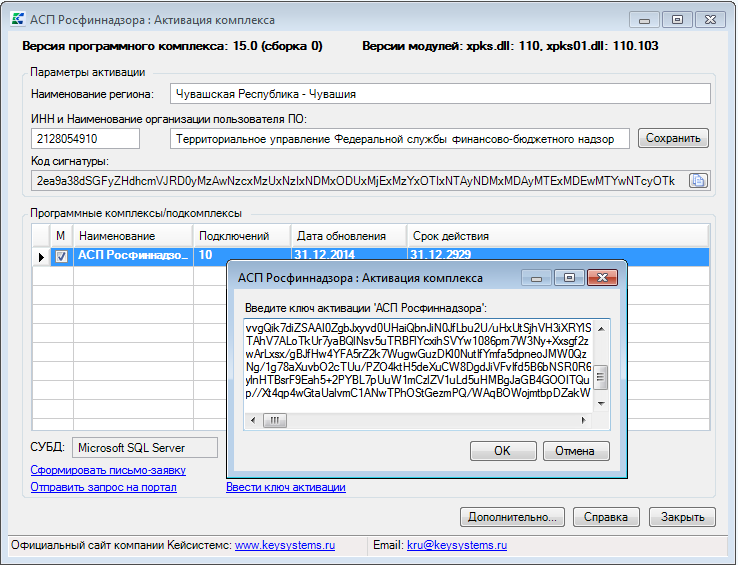 АСП Росфиннадзора : Активация комплекса
Версия программного комплекса: 15.0 (сборка 0) Версии модулей: xpks.dll: 110, xpks01.dll: 110.103
Параметры активации
Наименование региона: Чувашская Республика - Чувашия
ИНН и Наименование организации пользователя ПО:
2128054910 Территориальное управление Федеральной службы финансово-бюджетного надзор Сохранить
Код сигнатуры:
2ea9a38dSGFyZHdhcmVJRD0yMzAwNzcxMzUxNzIxNDMxODUxMjExMzYxOTIxNTAyNDMxMDAyMTExMDEwMTYwNTcyOTk
Программные комплексы/подкомплексы
М Наименование Подключений Дата обновления Срок действия
АСП Росфиннадзо... 10 31.12.2014 31.12.2929
АСП Росфиннадзора : Активация комплекса
Введите ключ активации 'АСП Росфиннадзора':
vvgQik7diZSAAI0ZgbJxyvd0UHaiQbnJiN0JfLbu2U/uHxUtSjhVH3iXRYlS
TAhV7ALoTkUr7yaBQlNsv5uTRBFlYcxihSVYw1086pm7W3Ny+Xxsgf2z
wArLxsx/gBJfHw4YFA5rZ2k7WugwGuzDKl0NutlfYmfa5dpneoJMW0Qz
Ng/1g78aXuvbO2cTUu/PZO4ktH5deXuCW8DgdJiVFvIfd5B6bNSR0R6
ylnHTBsrF9Eah5+2PYBL7pUuW1mCzlZV1uLd5uHMBgJaGB4GOOITQu
p//Xt4qp4wGtaUalvmC1ANwTPhOStGezmPQ/WAqBOWojmtbpDZakW
OK Отмена
СУБД: Microsoft SQL Server
Сформировать письмо-заявку
Отправить запрос на портал Ввести ключ активации
Дополнительно... Справка Закрыть
Официальный сайт компании Кейсистемс: www.keysystems.ru Email: kru@keysystems.ru